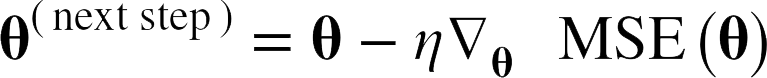 θ^(next step) = θ − η∇_θ MSE(θ)